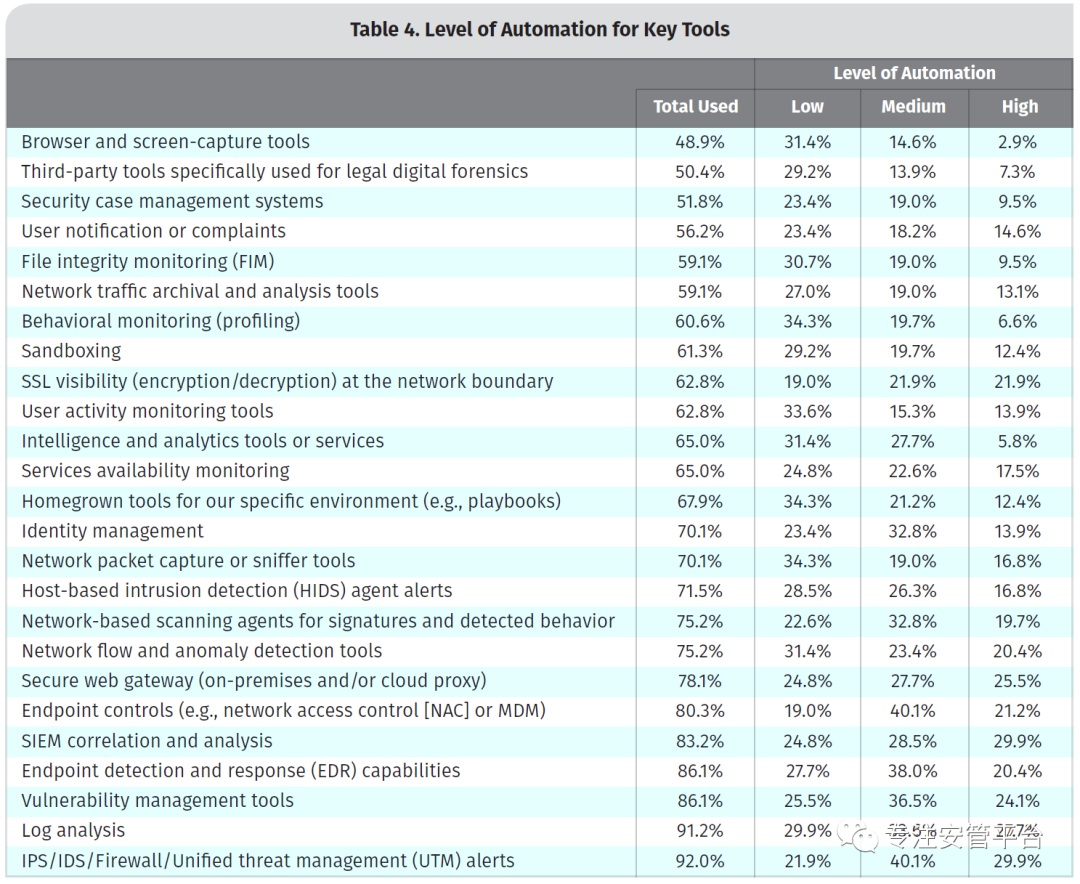 Table 4. Level of Automation for Key Tools
Level of Automation
Total Used Low Medium High
Browser and screen-capture tools 48.9% 31.4% 14.6% 2.9%
Third-party tools specifically used for legal digital forensics 50.4% 29.2% 13.9% 7.3%
Security case management systems 51.8% 23.4% 19.0% 9.5%
User notification or complaints 56.2% 23.4% 18.2% 14.6%
File integrity monitoring (FIM) 59.1% 30.7% 19.0% 9.5%
Network traffic archival and analysis tools 59.1% 27.0% 19.0% 13.1%
Behavioral monitoring (profiling) 60.6% 34.3% 19.7% 6.6%
Sandboxing 61.3% 29.2% 19.7% 12.4%
SSL visibility (encryption/decryption) at the network boundary 62.8% 19.0% 21.9% 21.9%
User activity monitoring tools 62.8% 33.6% 15.3% 13.9%
Intelligence and analytics tools or services 65.0% 31.4% 27.7% 5.8%
Services availability monitoring 65.0% 24.8% 22.6% 17.5%
Homegrown tools for our specific environment (e.g., playbooks) 67.9% 34.3% 21.2% 12.4%
Identity management 70.1% 23.4% 32.8% 13.9%
Network packet capture or sniffer tools 70.1% 34.3% 19.0% 16.8%
Host-based intrusion detection (HIDS) agent alerts 71.5% 28.5% 26.3% 16.8%
Network-based scanning agents for signatures and detected behavior 75.2% 22.6% 32.8% 19.7%
Network flow and anomaly detection tools 75.2% 31.4% 23.4% 20.4%
Secure web gateway (on-premises and/or cloud proxy) 78.1% 24.8% 27.7% 25.5%
Endpoint controls (e.g., network access control [NAC] or MDM) 80.3% 19.0% 40.1% 21.2%
SIEM correlation and analysis 83.2% 24.8% 28.5% 29.9%
Endpoint detection and response (EDR) capabilities 86.1% 27.7% 38.0% 20.4%
Vulnerability management tools 86.1% 25.5% 36.5% 24.1%
Log analysis 91.2% 29.9%
专注安管平台
IPS/IDS/Firewall/Unified threat management (UTM) alerts 92.0% 21.9% 40.1% 29.9%